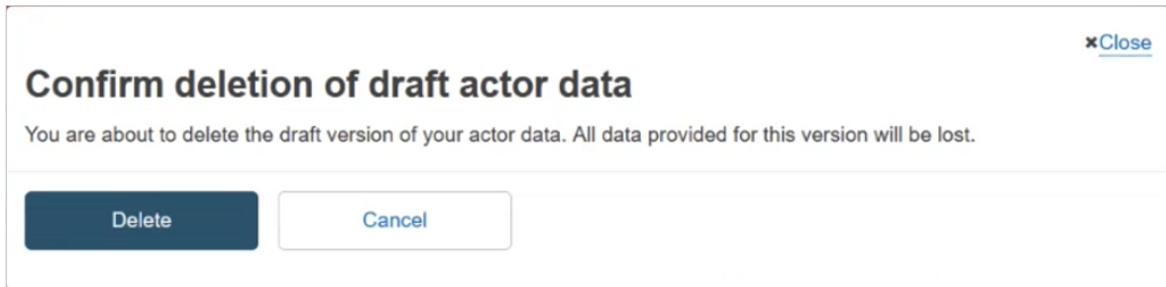 ✖Close
Confirm deletion of draft actor data
You are about to delete the draft version of your actor data. All data provided for this version will be lost.
Delete
Cancel